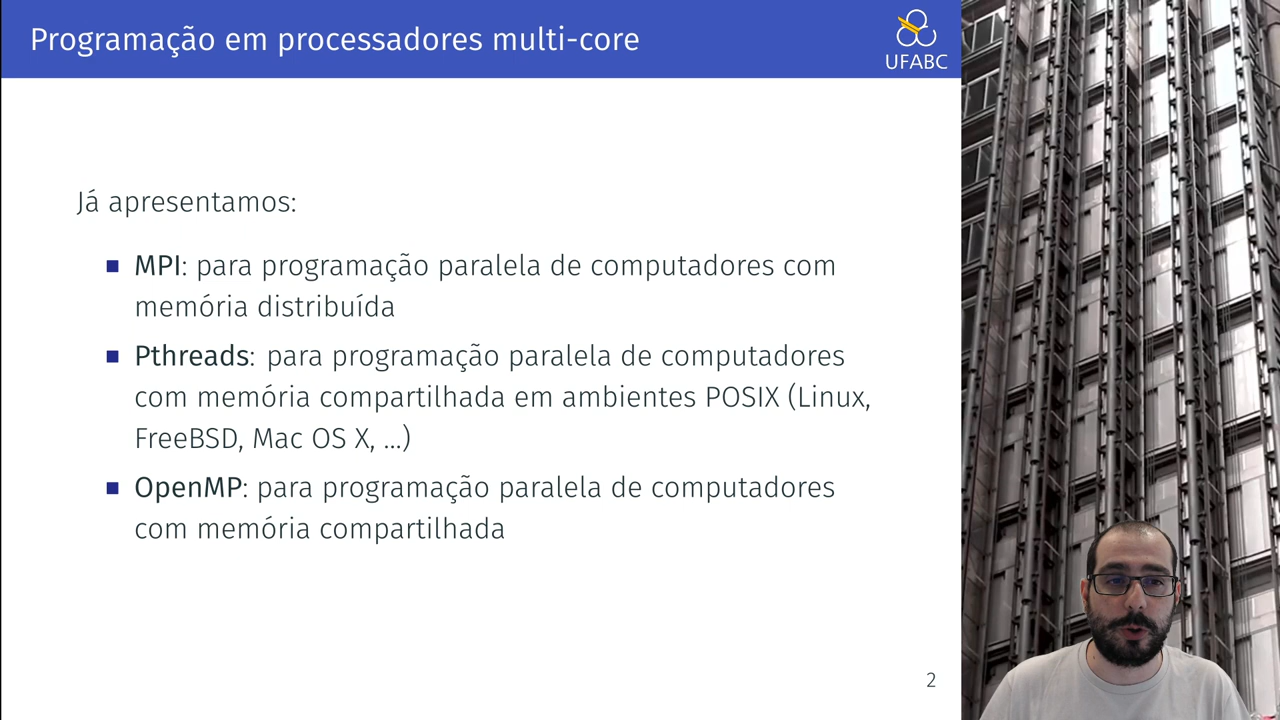 Programação em processadores multi-core
UFABC
Já apresentamos:
MPI: para programação paralela de computadores com
memória distribuída
Pthreads: para programação paralela de computadores
com memória compartilhada em ambientes POSIX (Linux,
FreeBSD, Mac OS X, ...)
OpenMP: para programação paralela de computadores
com memória compartilhada
2